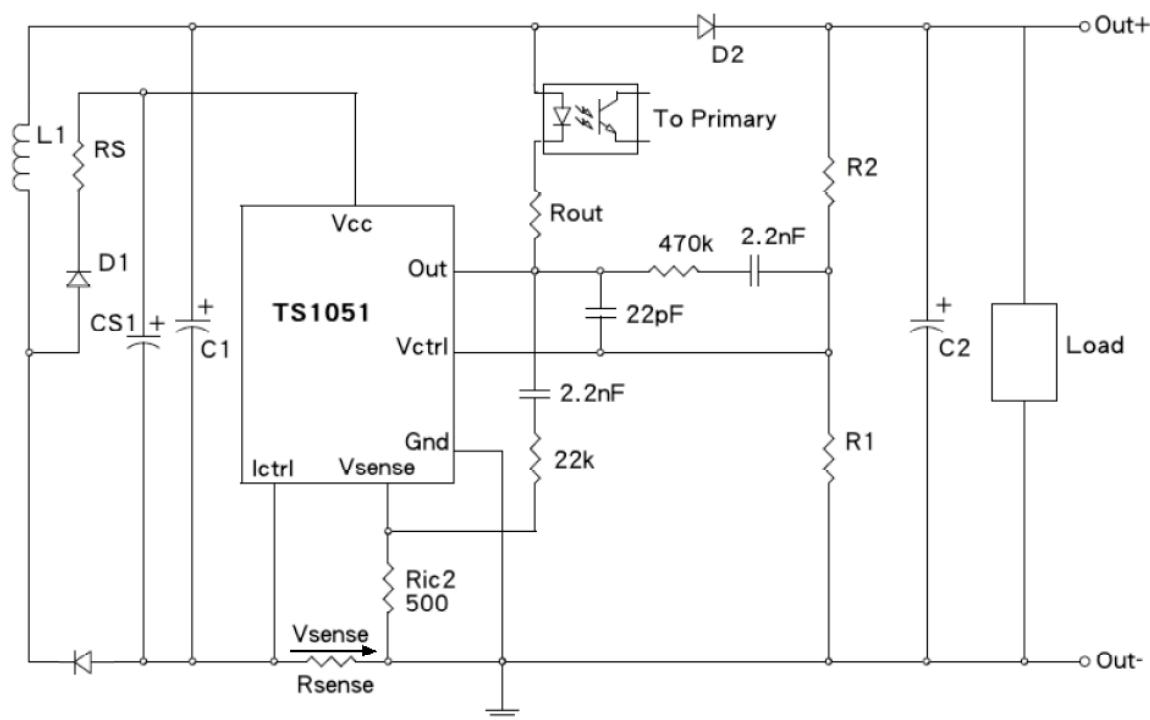 Out+
D2
L1
RS
To Primary
R2
Vcc
Rout
470k
2.2nF
D1
Out
TS1051
CS1
+
+
C1
22pF
+
C2
Load
Vctrl
2.2nF
Gnd
R1
Ictrl
Vsense
22k
Ric2
500
Vsense
Rsense
Out-